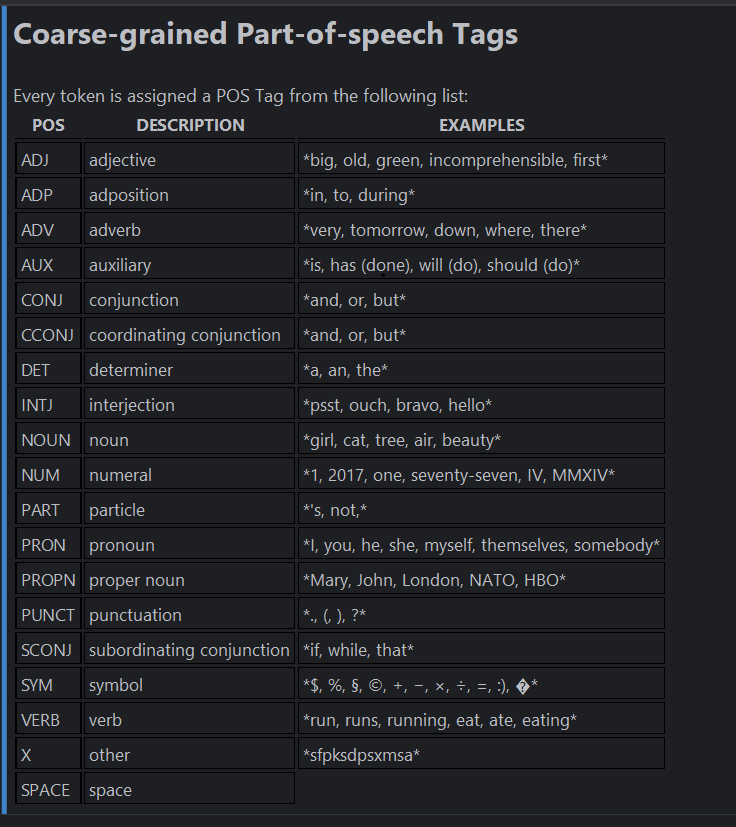 Coarse-grained Part-of-speech Tags
Every token is assigned a POS Tag from the following list:
POS DESCRIPTION EXAMPLES
ADJ adjective *big, old, green, incomprehensible, first*
ADP adposition *in, to, during*
ADV adverb *very, tomorrow, down, where, there*
AUX auxiliary *is, has (done), will (do), should (do)*
CONJ conjunction *and, or, but*
CCONJ coordinating conjunction *and, or, but*
DET determiner *a, an, the*
INTJ interjection *psst, ouch, bravo, hello*
NOUN noun *girl, cat, tree, air, beauty*
NUM numeral *1, 2017, one, seventy-seven, IV, MMXIV*
PART particle *'s, not,*
PRON pronoun *I, you, he, she, myself, themselves, somebody*
PROPN proper noun *Mary, John, London, NATO, HBO*
PUNCT punctuation *., (, ), ?*
SCONJ subordinating conjunction *if, while, that*
SYM symbol *$, %, §, ©, +, −, ×, ÷, =, :), �*
VERB verb *run, runs, running, eat, ate, eating*
X other *sfpksdpsxmsa*
SPACE space